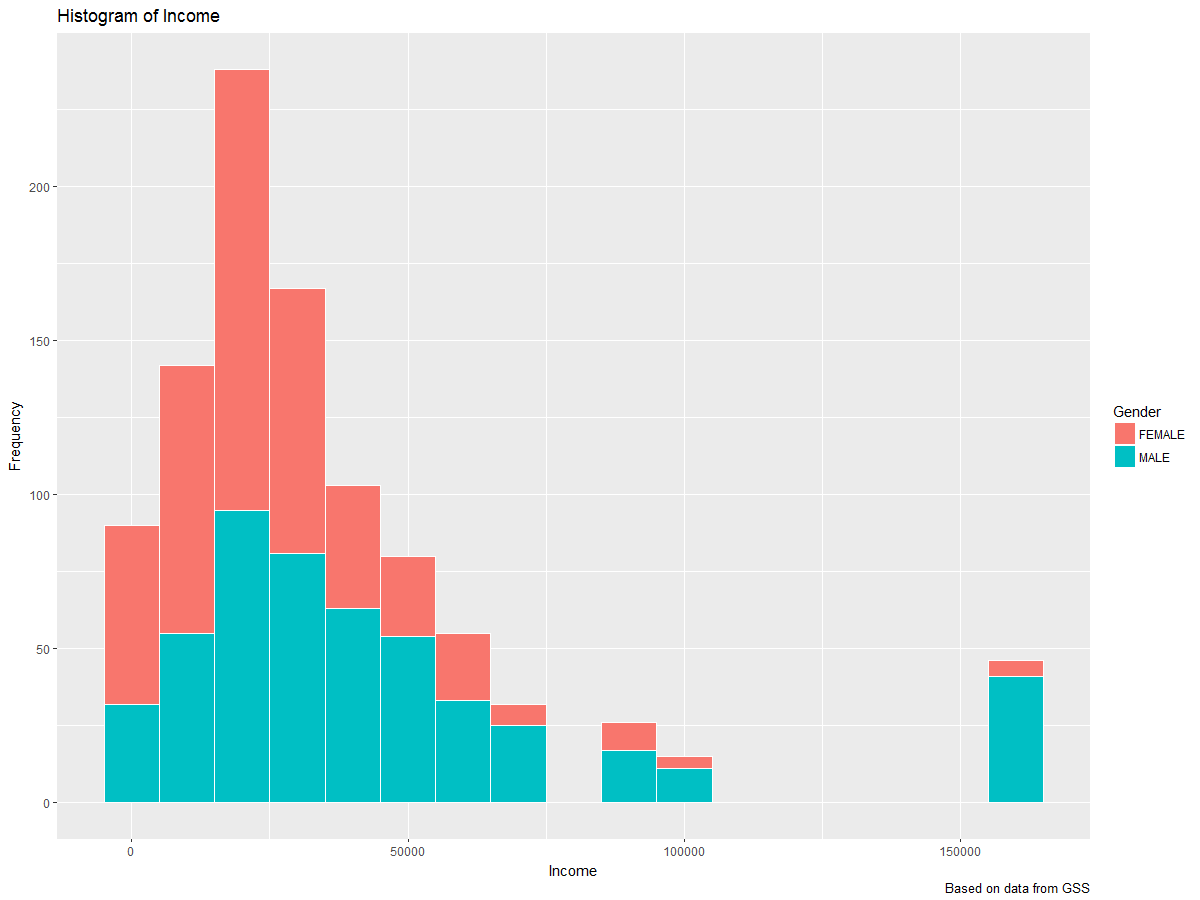 Histogram of Income
Frequency
200
150
100
50
0
0 50000 100000 150000
Income
Gender
FEMALE
MALE
Based on data from GSS